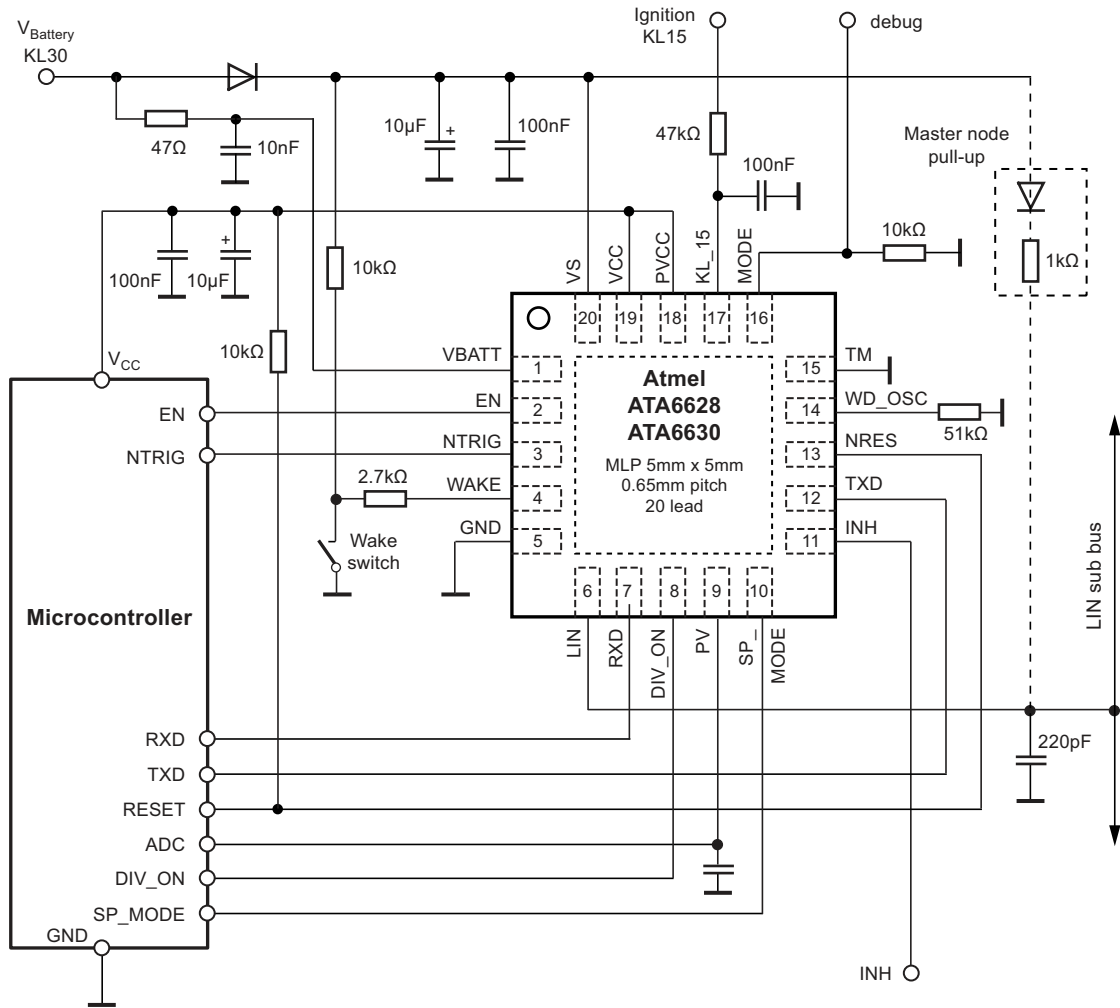 Ignition
KL15
debug
VBattery
KL30
47Ω
10nF
10µF
+
100nF
47kΩ
100nF
Master node
pull-up
10kΩ
1kΩ
100nF
+
10µF
10kΩ
10kΩ
VS
VCC
PVCC
KL_15
MODE
20
19
18
17
16
VCC
VBATT
1
EN
EN
2
NTRIG
NTRIG
3
2.7kΩ
WAKE
4
GND
5
Wake
switch
Atmel
ATA6628
ATA6630
MLP 5mm x 5mm
0.65mm pitch
20 lead
15
TM
14
WD_OSC
51kΩ
13
NRES
12
TXD
11
INH
6
7
8
9
10
LIN
RXD
DIV_ON
PV
SP_
MODE
LIN sub bus
220pF
Microcontroller
RXD
TXD
RESET
ADC
DIV_ON
SP_MODE
GND
INH